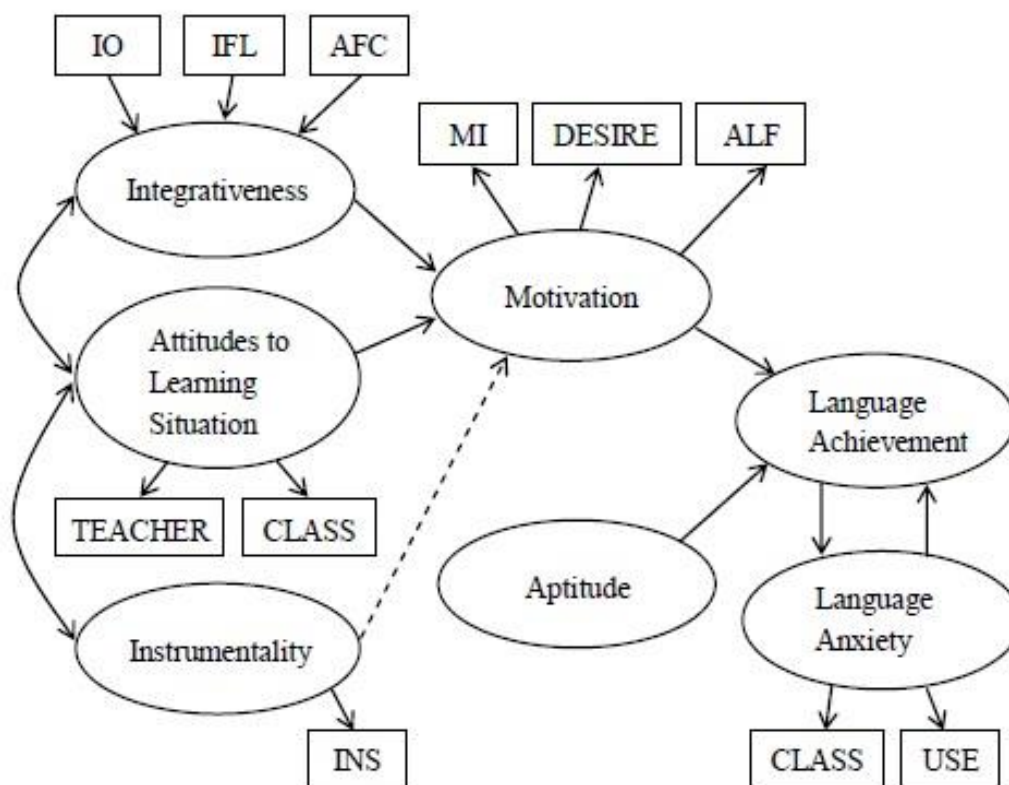 IO
IFL
AFC
MI
DESIRE
ALF
Integrativeness
Motivation
Attitudes to
Learning
Situation
Language
Achievement
TEACHER
CLASS
Aptitude
Language
Anxiety
Instrumentality
INS
CLASS
USE